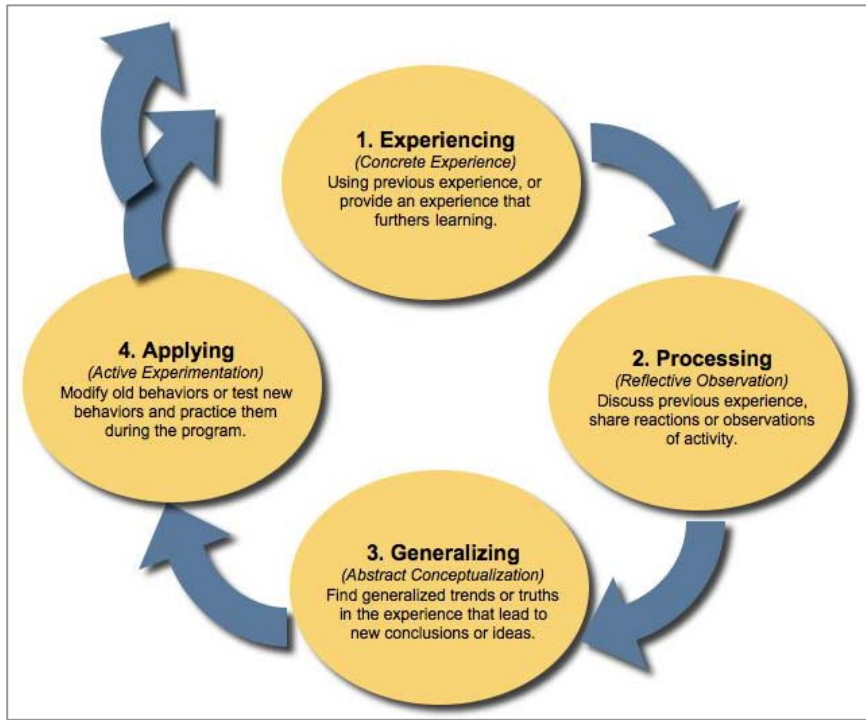 1. Experiencing
(Concrete Experience)
Using previous experience, or
provide an experience that
furthers learning.
2. Processing
(Reflective Observation)
Discuss previous experience,
share reactions or observations
of activity.
3. Generalizing
(Abstract Conceptualization)
Find generalized trends or truths
in the experience that lead to
new conclusions or ideas.
4. Applying
(Active Experimentation)
Modify old behaviors or test new
behaviors and practice them
during the program.